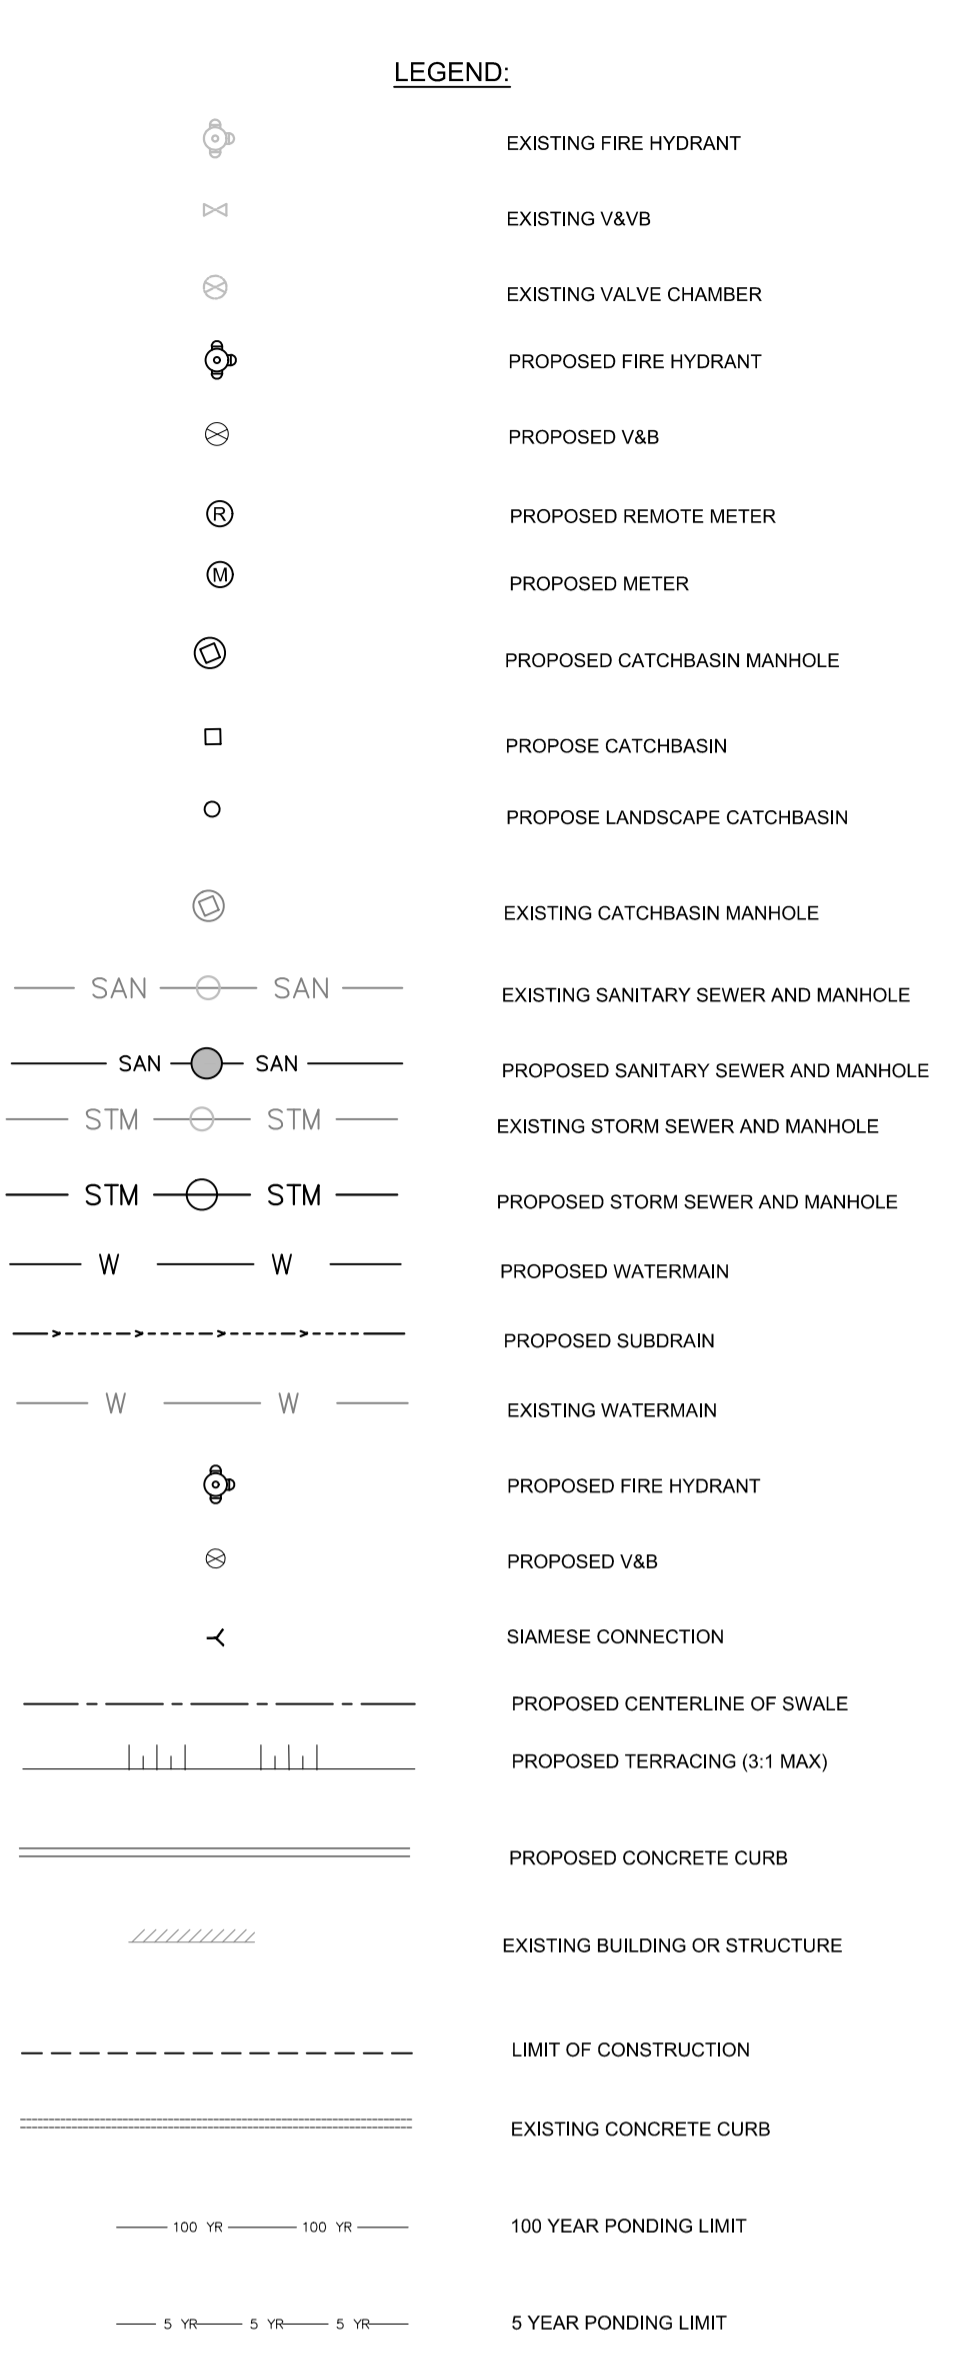 LEGEND:
EXISTING FIRE HYDRANT
EXISTING V&VB
EXISTING VALVE CHAMBER
PROPOSED FIRE HYDRANT
PROPOSED V&B
R PROPOSED REMOTE METER
M PROPOSED METER
PROPOSED CATCHBASIN MANHOLE
PROPOSE CATCHBASIN
PROPOSE LANDSCAPE CATCHBASIN
EXISTING CATCHBASIN MANHOLE
SAN SAN EXISTING SANITARY SEWER AND MANHOLE
SAN SAN PROPOSED SANITARY SEWER AND MANHOLE
STM STM EXISTING STORM SEWER AND MANHOLE
STM STM PROPOSED STORM SEWER AND MANHOLE
W W PROPOSED WATERMAIN
PROPOSED SUBDRAIN
W W EXISTING WATERMAIN
PROPOSED FIRE HYDRANT
PROPOSED V&B
SIAMESE CONNECTION
PROPOSED CENTERLINE OF SWALE
PROPOSED TERRACING (3:1 MAX)
PROPOSED CONCRETE CURB
EXISTING BUILDING OR STRUCTURE
LIMIT OF CONSTRUCTION
EXISTING CONCRETE CURB
100 YR 100 YR 100 YEAR PONDING LIMIT
5 YR 5 YR 5 YR 5 YEAR PONDING LIMIT